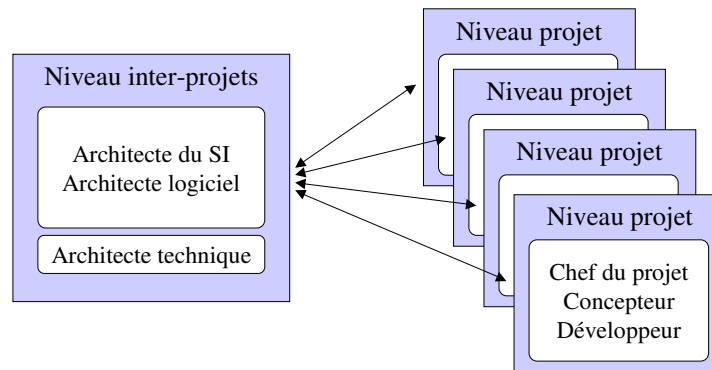 Niveau inter-projets
Architecte du SI
Architecte logiciel
Architecte technique
Niveau projet
Niveau projet
Niveau projet
Niveau projet
Chef du projet
Concepteur
Développeur